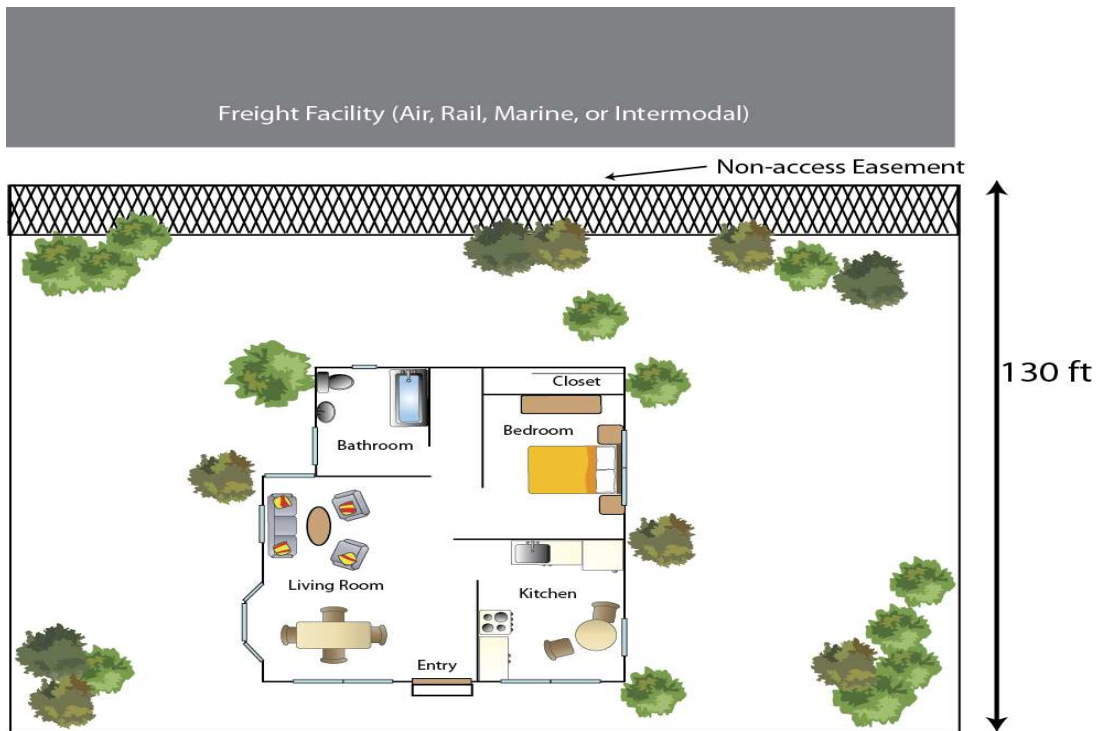 Freight Facility (Air, Rail, Marine, or Intermodal)
Non-access Easement
130 ft
Closet
Bedroom
Bathroom
Living Room
Kitchen
Entry